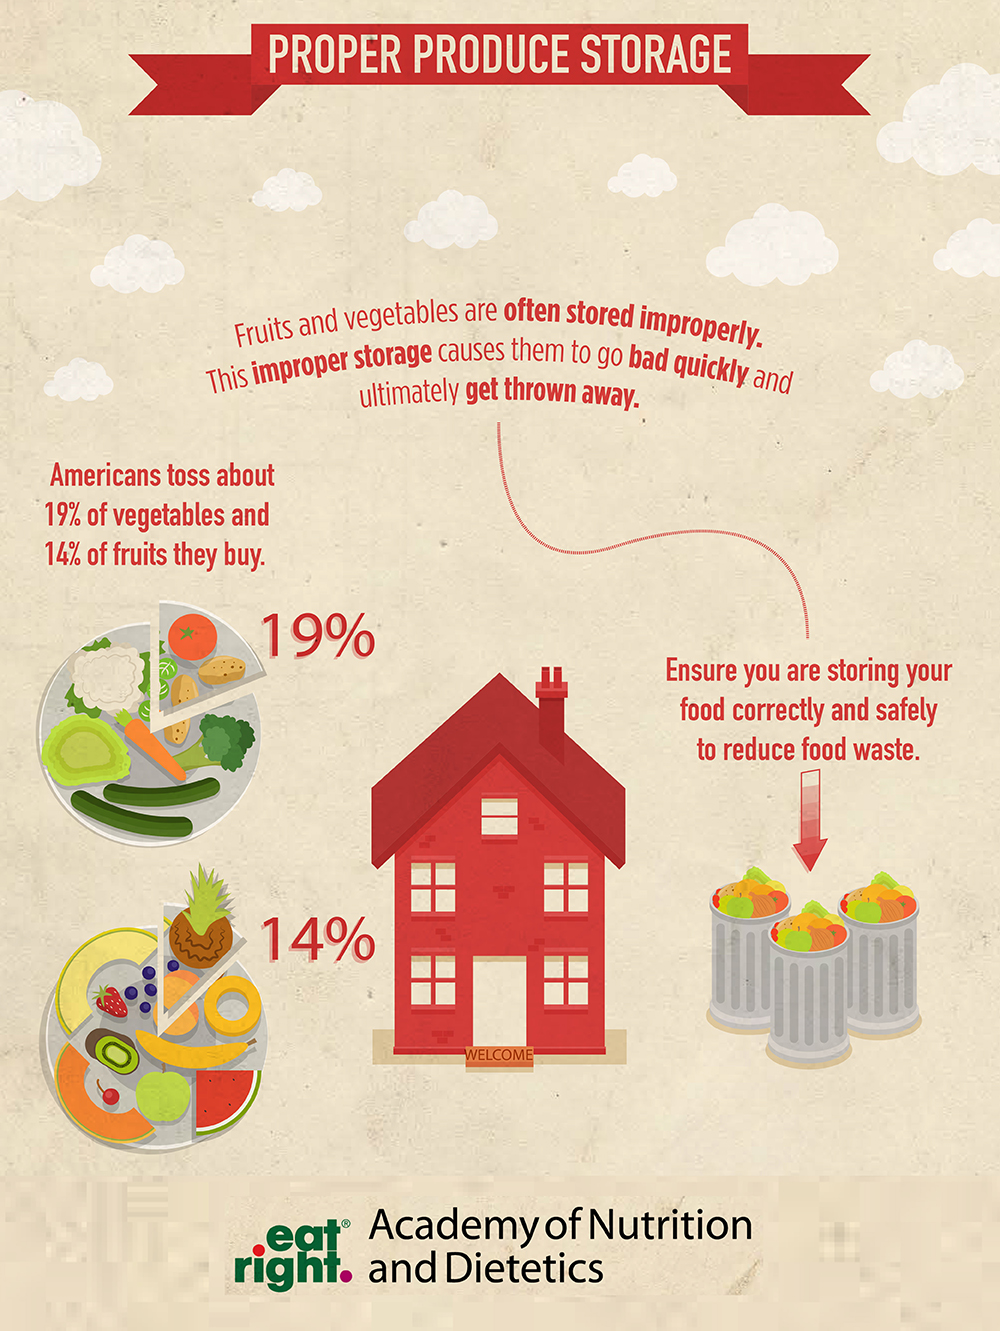 PROPER PRODUCE STORAGE
Fruits and vegetables are often stored improperly.
This improper storage causes them to go bad quickly and
ultimately get thrown away.
Americans toss about
19% of vegetables and
14% of fruits they buy.
19%
14%
Ensure you are storing your
food correctly and safely
to reduce food waste.
WELCOME
eat®
right.
Academy of Nutrition
and Dietetics